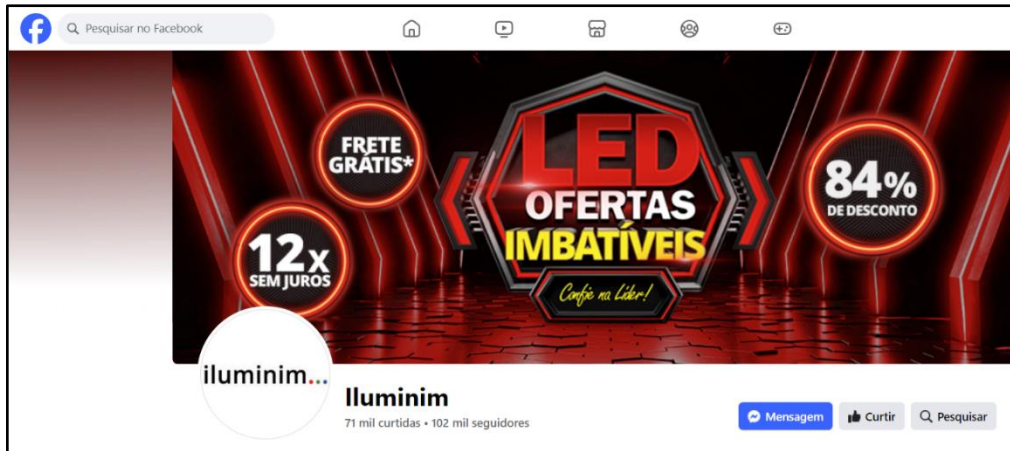 Pesquisar no Facebook
FRETE
GRÁTIS*
12x
SEM JUROS
LED
OFERTAS
IMBATÍVEIS
Confie na Líder!
84%
DE DESCONTO
iluminim...
Iluminim
71 mil curtidas • 102 mil seguidores
Mensagem
Curtir
Pesquisar